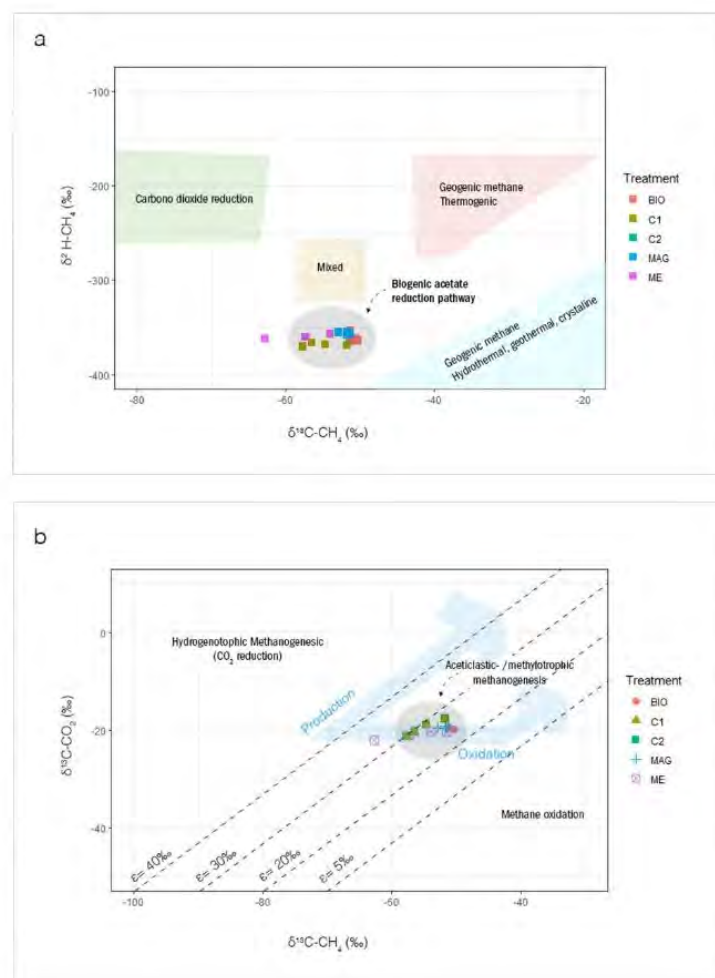 a
-100
-200
-300
-400
δ² H-CH₄ (‰)
Carbono dioxide reduction
Geogenic methane
Thermogenic
Mixed
Biogenic acetate
reduction pathway
Geogenic methane
Hydrothermal, geothermal, crystaline
-80
-60
-40
-20
δ¹³C-CH₄ (‰)
Treatment
BIO
C1
C2
MAG
ME
b
0
-20
-40
δ¹³C-CO₂ (‰)
Hydrogenotophic Methanogenesic
(CO₂ reduction)
Aceticlastic- /methylotrophic
methanogenesis
Production
Oxidation
Methane oxidation
ε= 40‰
ε= 30‰
ε= 20‰
ε= 5‰
-100
-80
-60
-40
δ¹³C-CH₄ (‰)
Treatment
BIO
C1
C2
MAG
ME